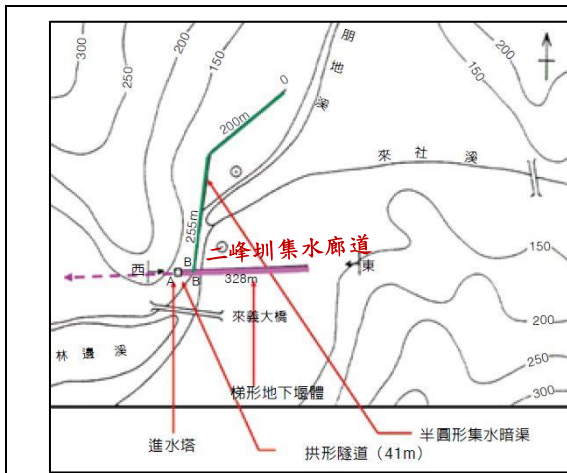 300
250
200
150
朋地溪
200
150
0
200m
來社溪
255m
二峰圳集水廊道
西
B
A
B
328m
東
150
來義大橋
林邊溪
200
250
300
梯形地下堰體
進水塔
半圓形集水暗渠
拱形隧道（41m）